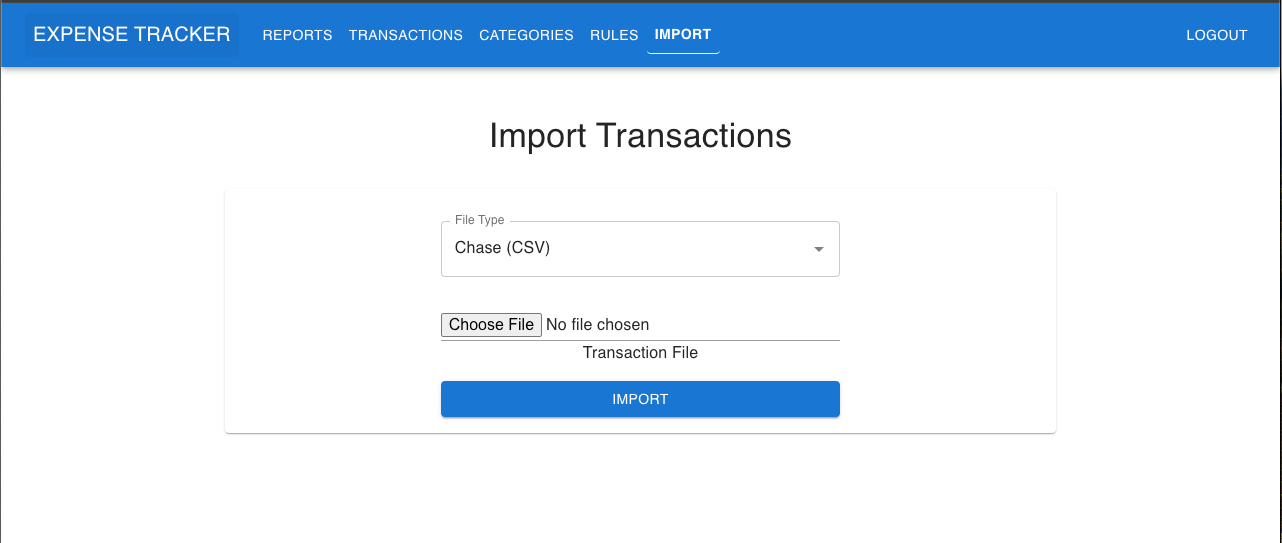 EXPENSE TRACKER REPORTS TRANSACTIONS CATEGORIES RULES IMPORT LOGOUT
Import Transactions
File Type
Chase (CSV)
Choose File No file chosen
Transaction File
IMPORT